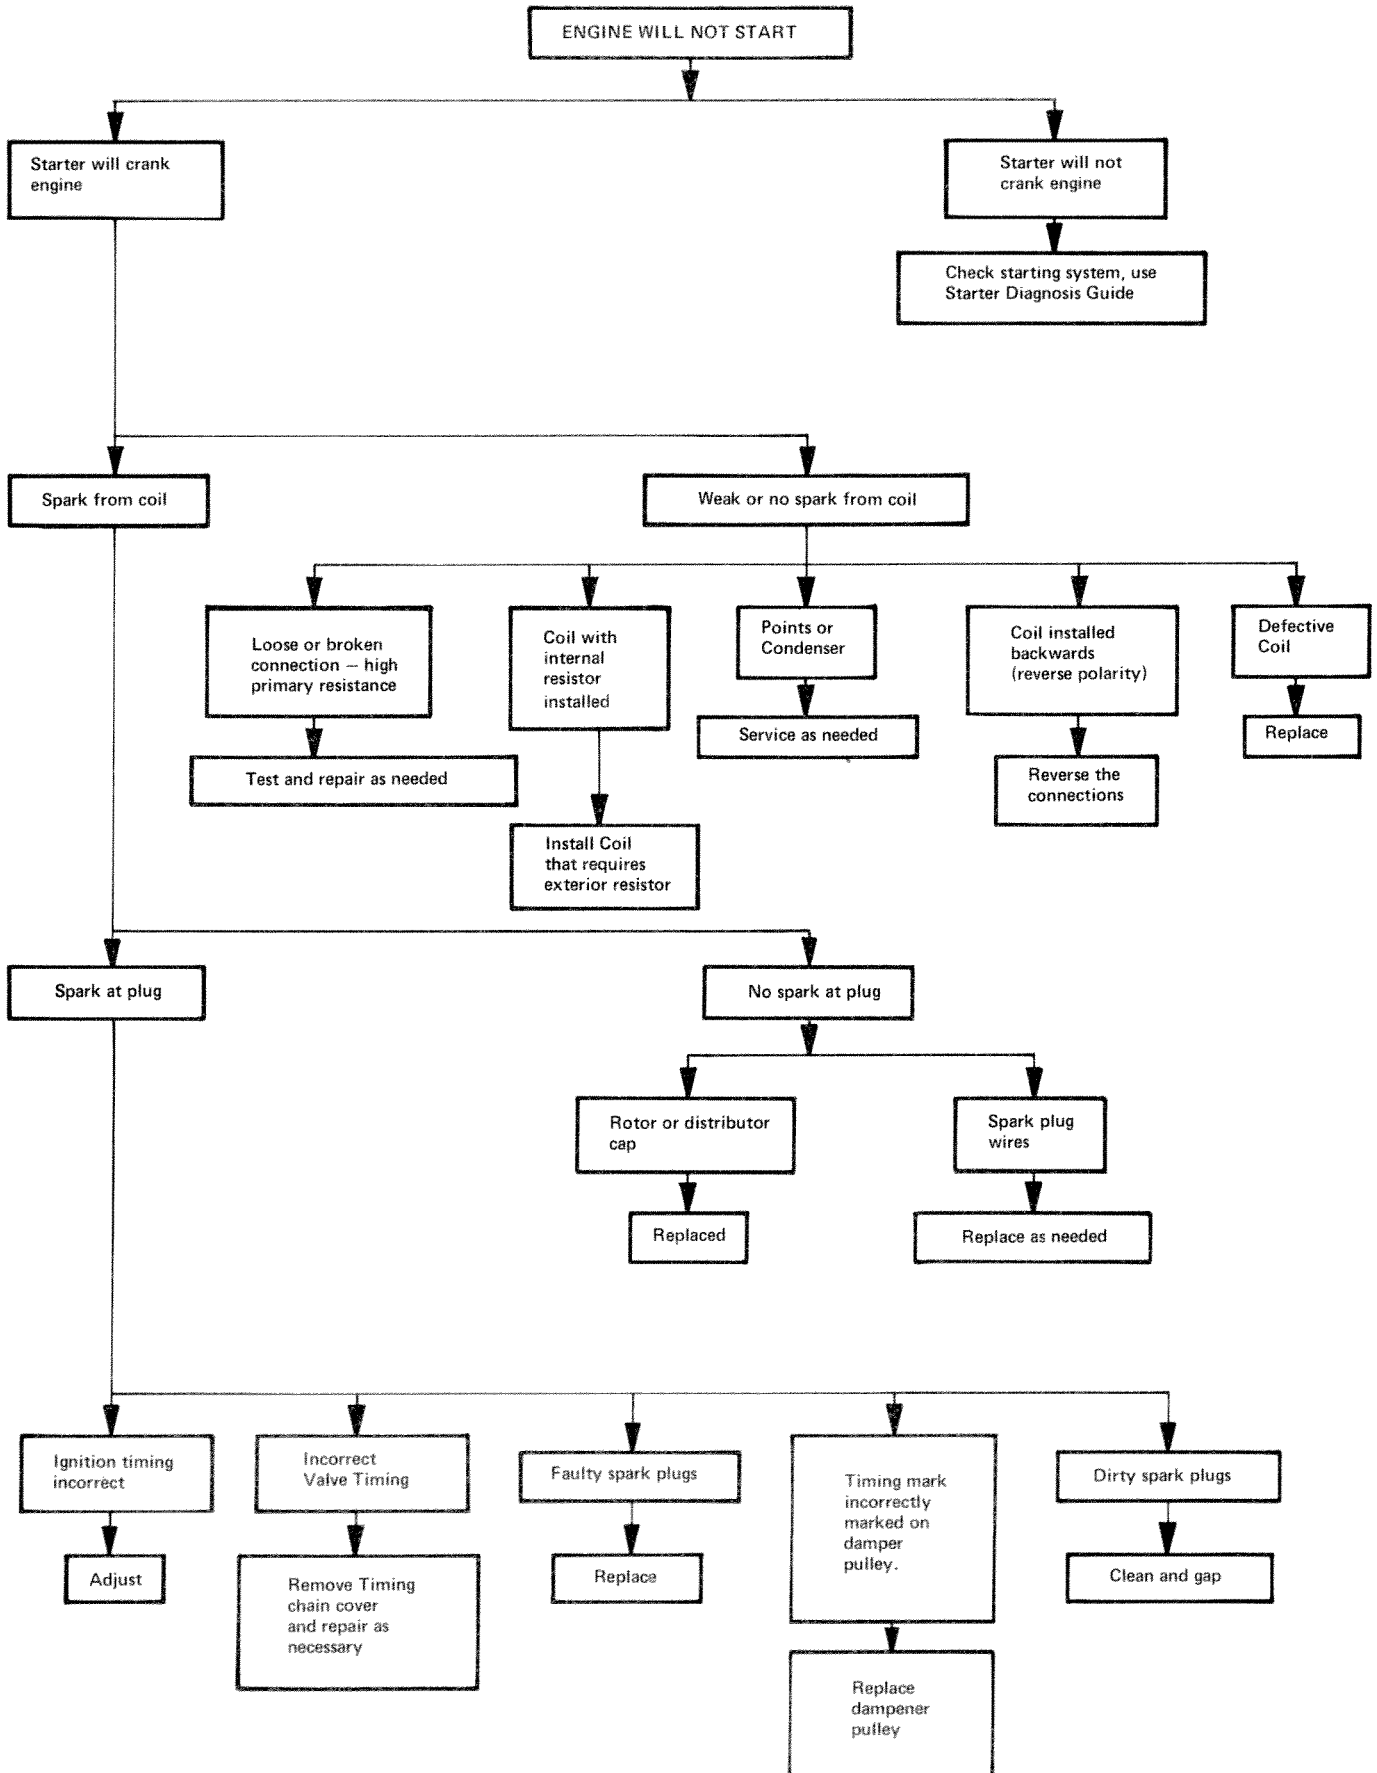 ENGINE WILL NOT START
Starter will crank
engine
Starter will not
crank engine
Check starting system, use
Starter Diagnosis Guide
Spark from coil
Weak or no spark from coil
Loose or broken
connection — high
primary resistance
Coil with
internal
resistor
installed
Points or
Condenser
Coil installed
backwards
(reverse polarity)
Defective
Coil
Test and repair as needed
Install Coil
that requires
exterior resistor
Service as needed
Reverse the
connections
Replace
Spark at plug
No spark at plug
Rotor or distributor
cap
Spark plug
wires
Replaced
Replace as needed
Ignition timing
incorrect
Incorrect
Valve Timing
Faulty spark plugs
Timing mark
incorrectly
marked on
damper
pulley.
Dirty spark plugs
Adjust
Remove Timing
chain cover
and repair as
necessary
Replace
Replace
dampener
pulley
Clean and gap